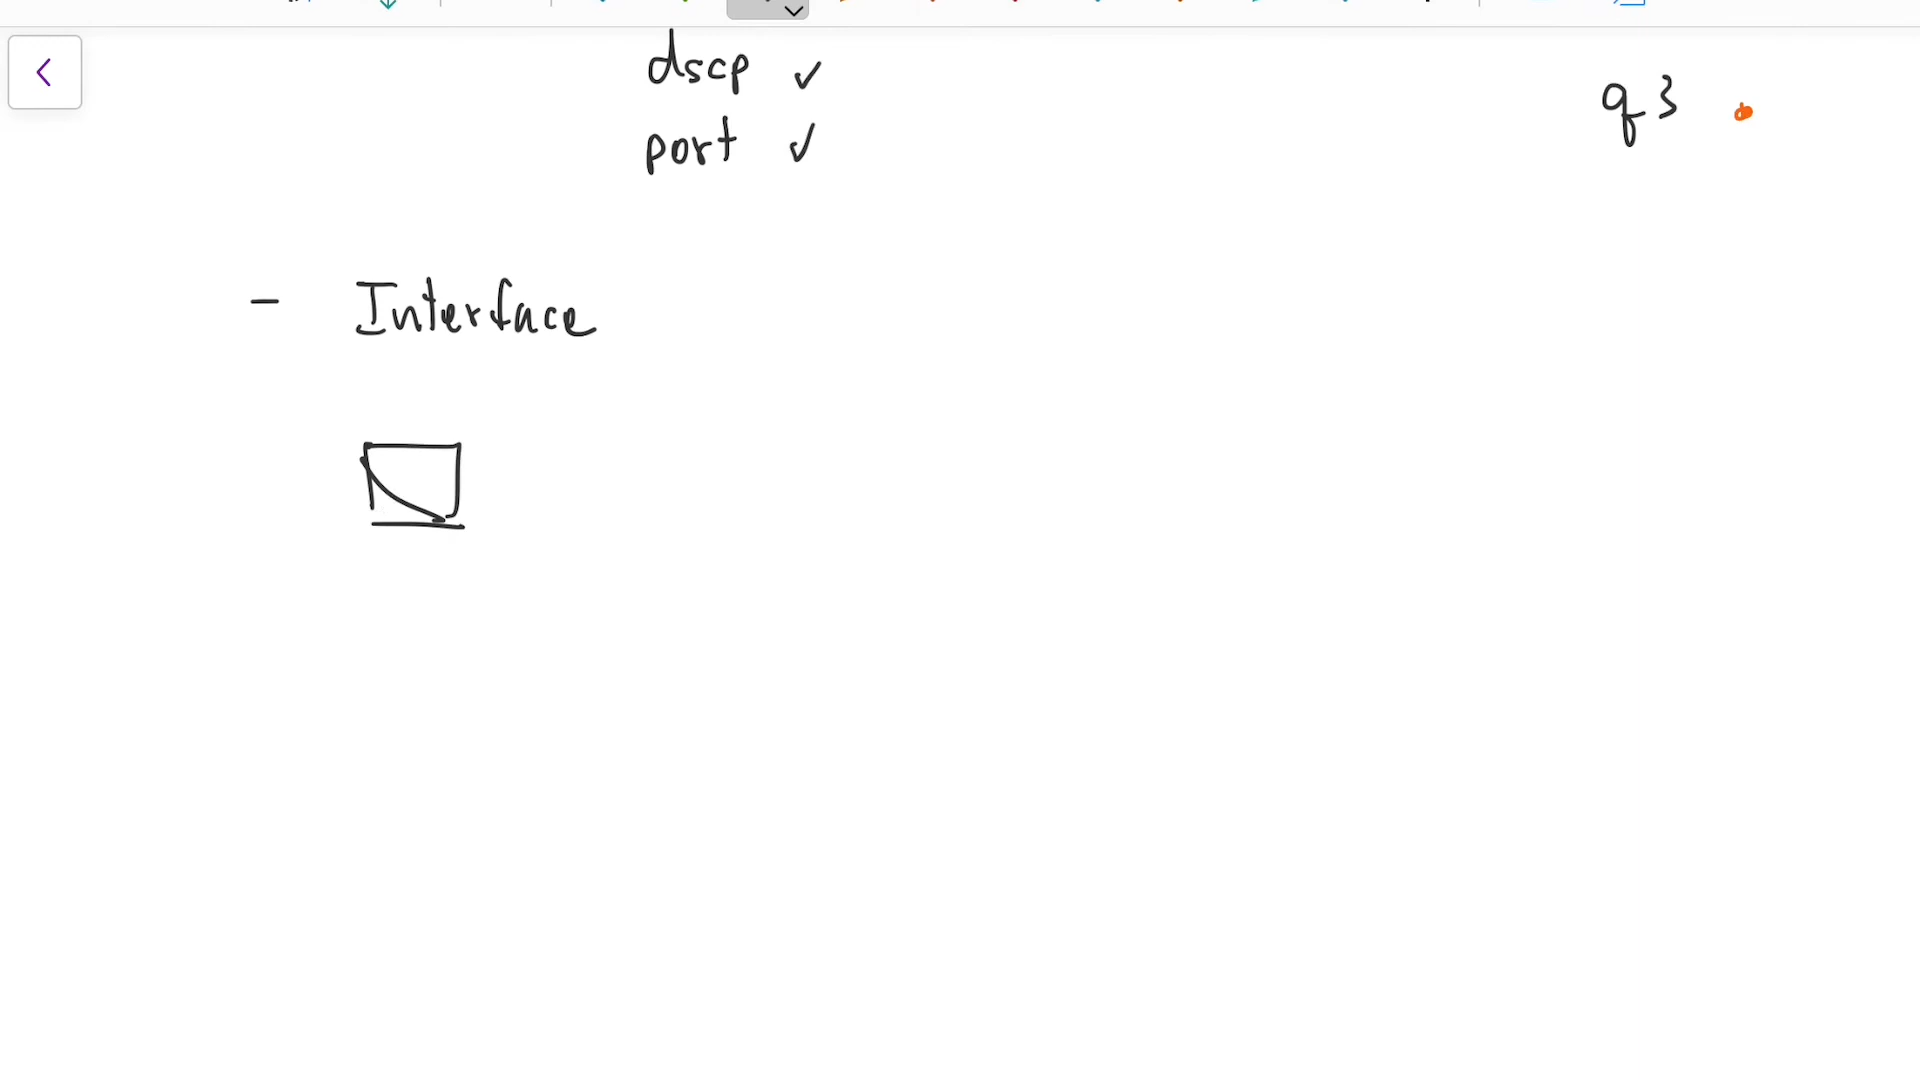 dscp ✓
q3
port ✓
- Interface